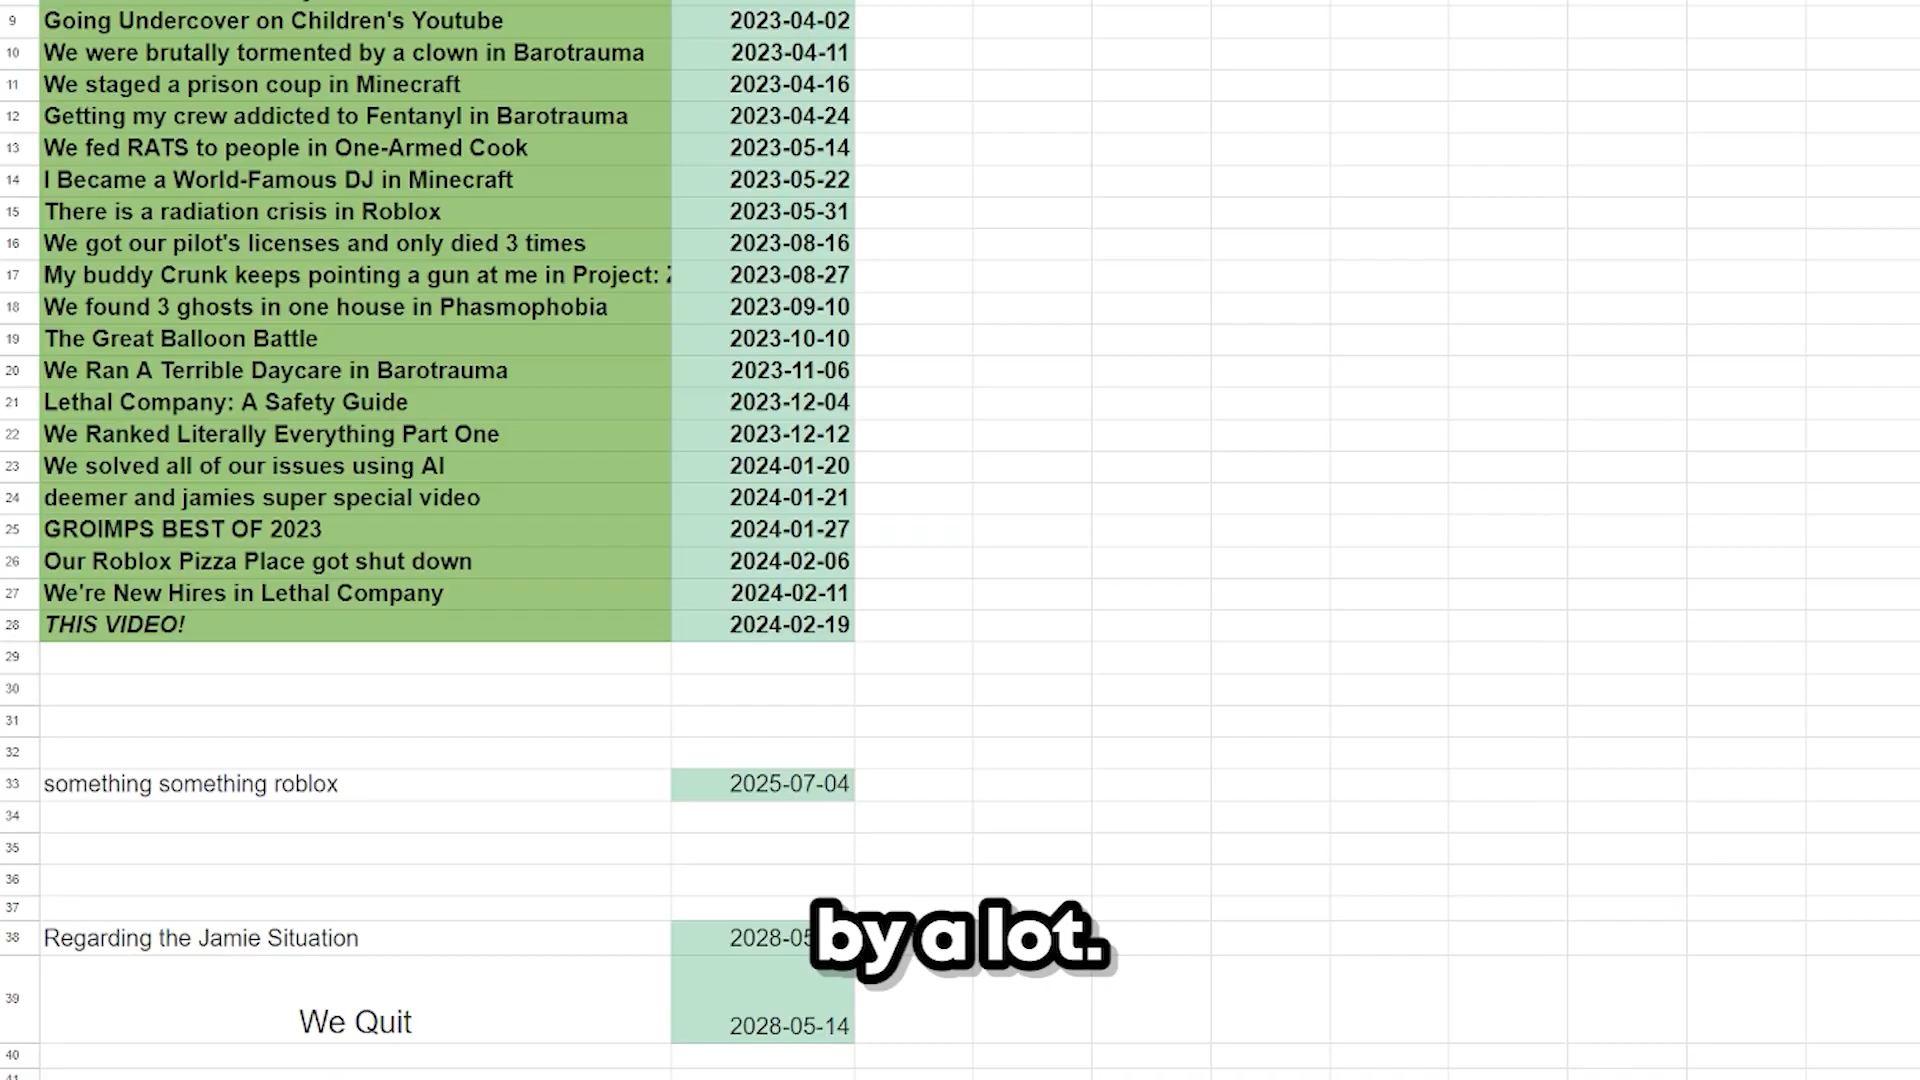 9 Going Undercover on Children's Youtube 2023-04-02
10 We were brutally tormented by a clown in Barotrauma 2023-04-11
11 We staged a prison coup in Minecraft 2023-04-16
12 Getting my crew addicted to Fentanyl in Barotrauma 2023-04-24
13 We fed RATS to people in One-Armed Cook 2023-05-14
14 I Became a World-Famous DJ in Minecraft 2023-05-22
15 There is a radiation crisis in Roblox 2023-05-31
16 We got our pilot's licenses and only died 3 times 2023-08-16
17 My buddy Crunk keeps pointing a gun at me in Project: 2023-08-27
18 We found 3 ghosts in one house in Phasmophobia 2023-09-10
19 The Great Balloon Battle 2023-10-10
20 We Ran A Terrible Daycare in Barotrauma 2023-11-06
21 Lethal Company: A Safety Guide 2023-12-04
22 We Ranked Literally Everything Part One 2023-12-12
23 We solved all of our issues using AI 2024-01-20
24 deemer and jamies super special video 2024-01-21
25 GROIMPS BEST OF 2023 2024-01-27
26 Our Roblox Pizza Place got shut down 2024-02-06
27 We're New Hires in Lethal Company 2024-02-11
28 THIS VIDEO! 2024-02-19
29
30
31
32
33 something something roblox 2025-07-04
34
35
36
37
38 Regarding the Jamie Situation 2028-05
by a lot.
39 We Quit 2028-05-14
40